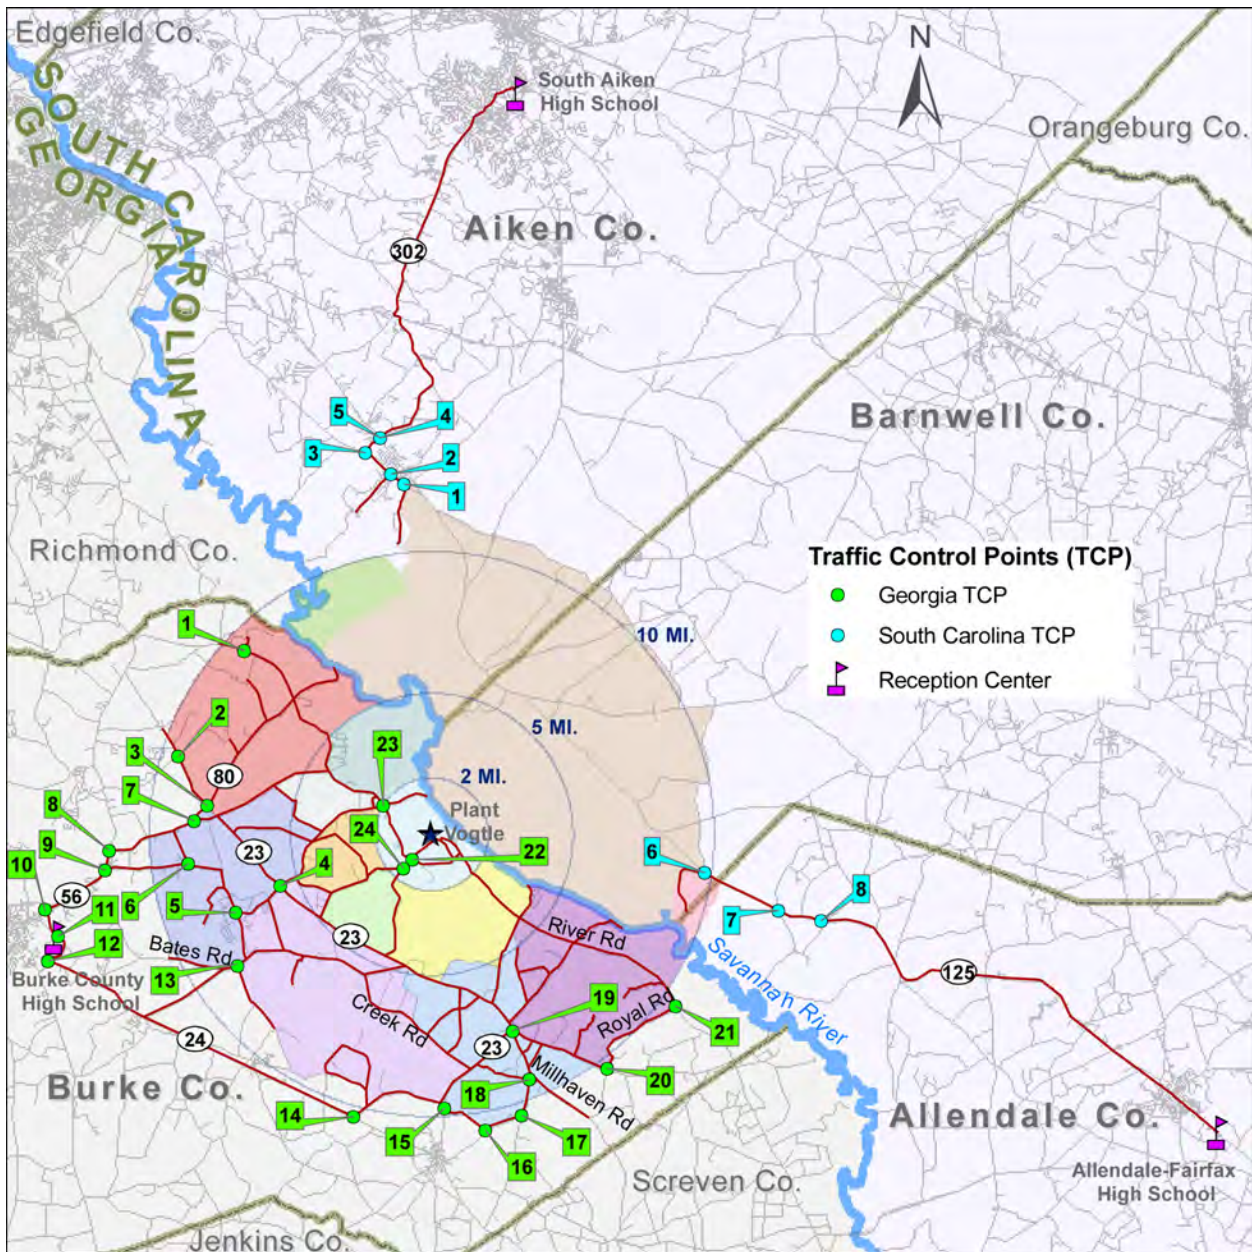 Edgefield Co.
SOUTH CAROLINA
GEORGIA
South Aiken
High School
N
Orangeburg Co.
Aiken Co.
302
Barnwell Co.
5
4
3
2
1
Richmond Co.
Traffic Control Points (TCP)
Georgia TCP
South Carolina TCP
Reception Center
10 MI.
5 MI.
2 MI.
1
2
3
80
7
8
9
10
23
Plant
Vogtle
24
22
23
4
56
6
11
5
12
Burke County
High School
Bates Rd
13
23
River Rd
6
7
8
125
Savannah River
Creek Rd
19
Royal Rd
21
24
23
Millhaven Rd
18
20
Burke Co.
14
15
16
17
Allendale Co.
Allendale-Fairfax
High School
Screven Co.
Jenkins Co.